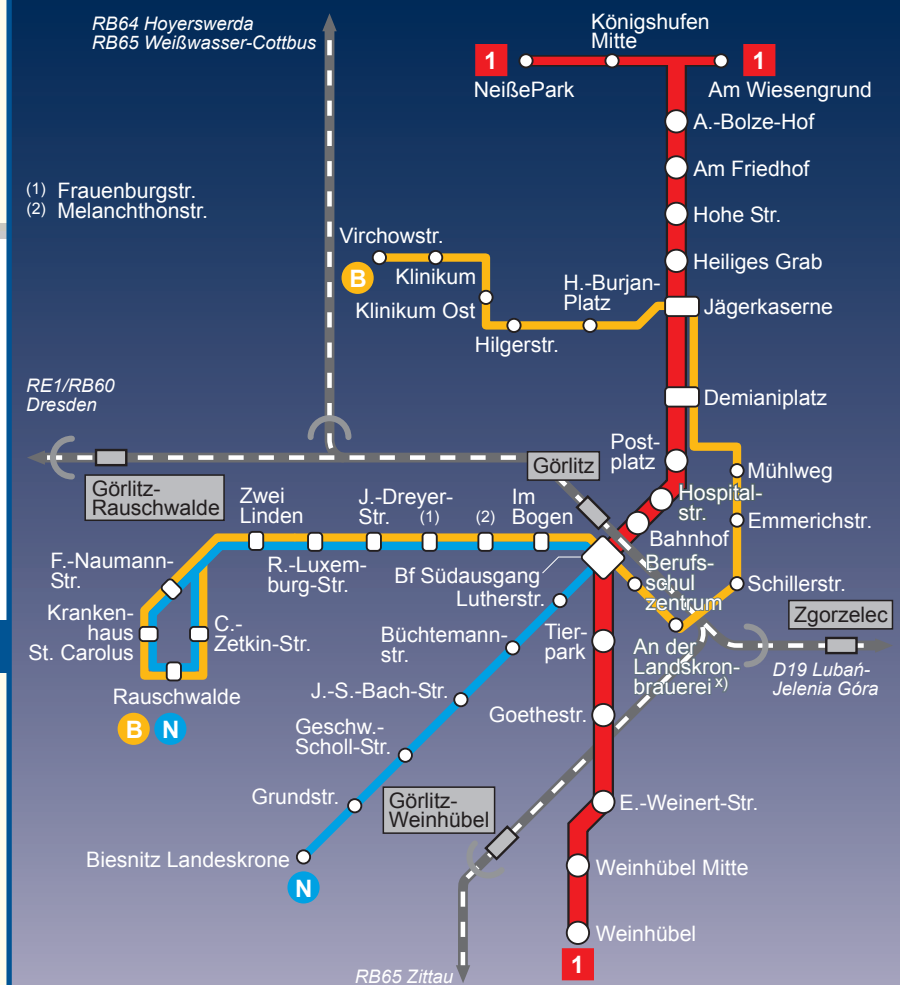 RB64 Hoyerswerda
RB65 Weißwasser-Cottbus
Königshufen
Mitte
1
1
NeißePark
Am Wiesengrund
A.-Bolze-Hof
Am Friedhof
(1) Frauenburgstr.
(2) Melanchthonstr.
Hohe Str.
Virchowstr.
Heiliges Grab
B
Klinikum
H.-Burjan-
Platz
Klinikum Ost
Jägerkaserne
Hilgerstr.
RE1/RB60
Dresden
Demianiplatz
Post-
platz
Görlitz
Mühlweg
Görlitz-
Rauschwalde
Zwei
Linden
J.-Dreyer-
Str.
(1)
(2)
Im
Bogen
Hospital-
str.
Emmerichstr.
Bahnhof
F.-Naumann-
Str.
R.-Luxem-
burg-Str.
Bf Südausgang
Lutherstr.
Berufs-
schul
zentrum
Schillerstr.
Kranken-
haus
St. Carolus
C.-
Zetkin-Str.
Büchtemann-
str.
Tier-
park
An der
Landskron-
brauerei x)
Zgorzelec
D19 Lubań-
Jelenia Góra
Rauschwalde
B
N
J.-S.-Bach-Str.
Goethestr.
Geschw.-
Scholl-Str.
Grundstr.
Görlitz-
Weinhübel
E.-Weinert-Str.
Biesnitz Landeskrone
N
Weinhübel Mitte
Weinhübel
1
RB65 Zittau